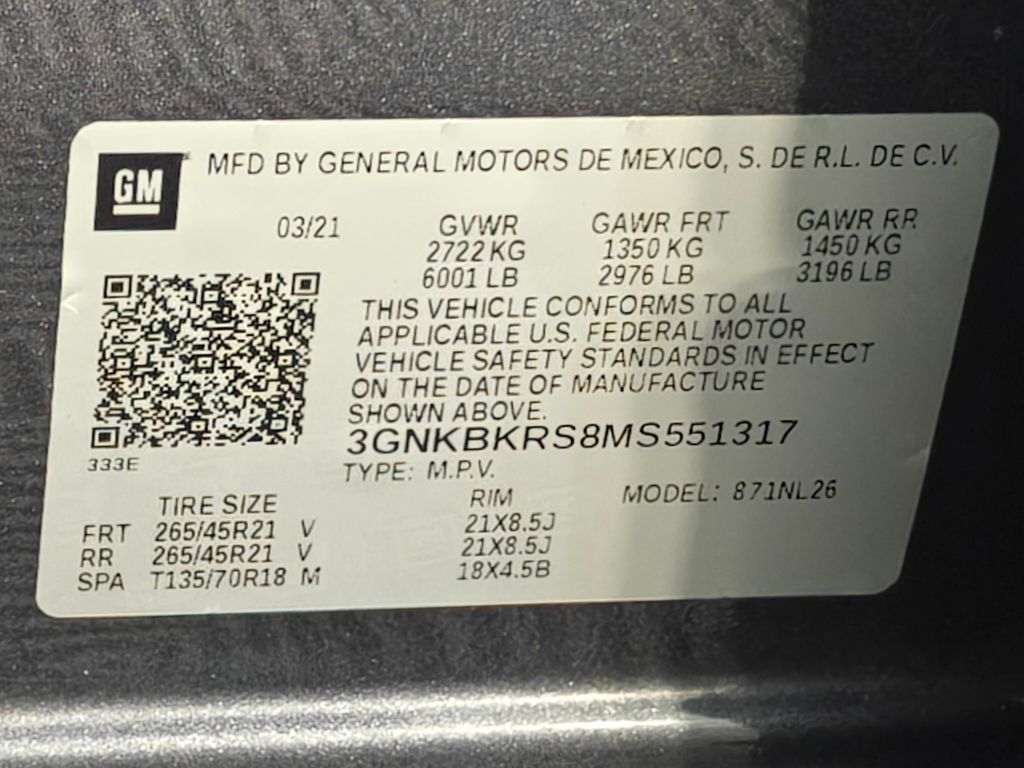 GM MFD BY GENERAL MOTORS DE MEXICO, S. DE R.L. DE C.V.
03/21 GVWR GAWR FRT GAWR RR
2722 KG 1350 KG 1450 KG
6001 LB 2976 LB 3196 LB
THIS VEHICLE CONFORMS TO ALL
APPLICABLE U.S. FEDERAL MOTOR
VEHICLE SAFETY STANDARDS IN EFFECT
ON THE DATE OF MANUFACTURE
SHOWN ABOVE.
3GNKBKRS8MS551317
333E
TYPE: M.P.V.
TIRE SIZE RIM MODEL: 871NL26
FRT 265/45R21 V 21X8.5J
RR 265/45R21 V 21X8.5J
SPA T135/70R18 M 18X4.5B